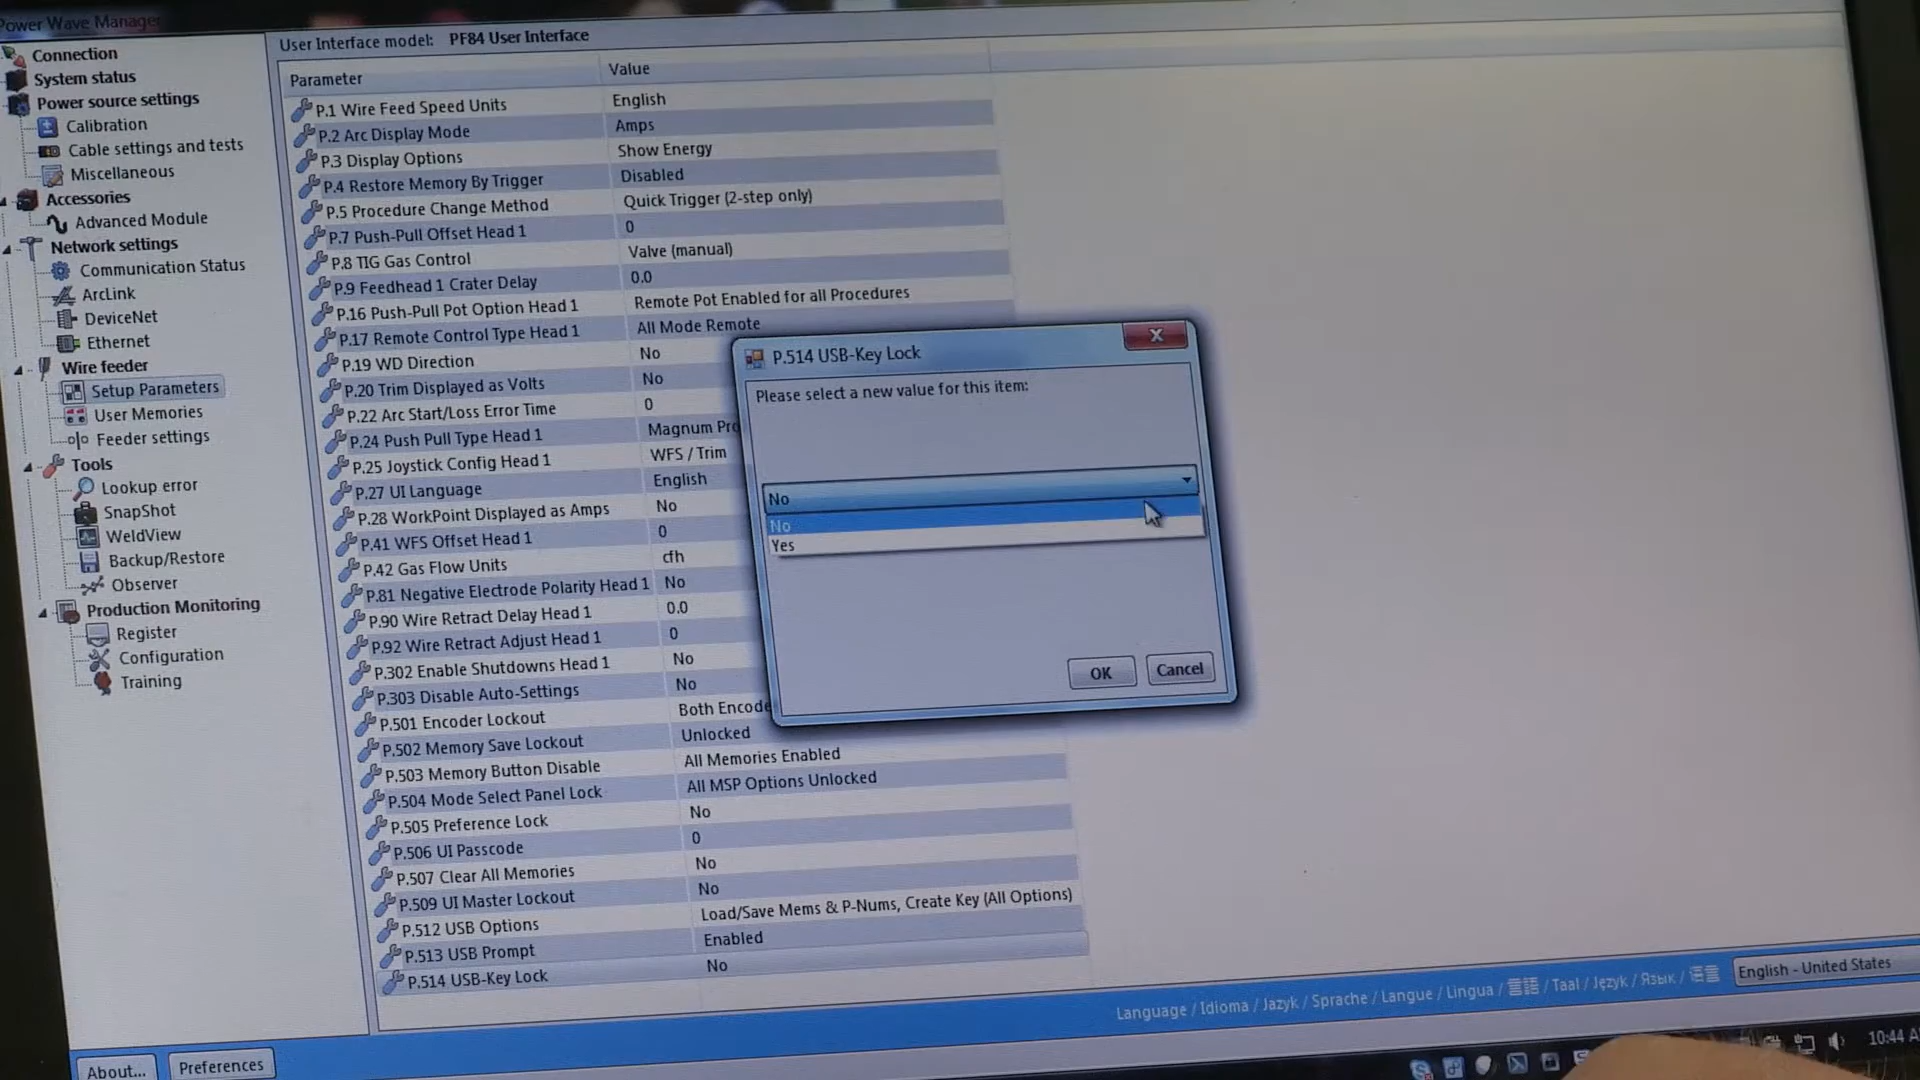 Power Wave Manager
Connection
System status
Power source settings
Calibration
Cable settings and tests
Miscellaneous
Accessories
Advanced Module
Network settings
Communication Status
ArcLink
DeviceNet
Ethernet
Wire feeder
Setup Parameters
User Memories
Feeder settings
Tools
Lookup error
SnapShot
WeldView
Backup/Restore
Observer
Production Monitoring
Register
Configuration
Training
User Interface model: PF84 User Interface
Parameter Value
P.1 Wire Feed Speed Units English
P.2 Arc Display Mode Amps
P.3 Display Options Show Energy
P.4 Restore Memory By Trigger Disabled
P.5 Procedure Change Method Quick Trigger (2-step only)
P.7 Push-Pull Offset Head 1 0
P.8 TIG Gas Control Valve (manual)
P.9 Feedhead 1 Crater Delay 0.0
P.16 Push-Pull Pot Option Head 1 Remote Pot Enabled for all Procedures
P.17 Remote Control Type Head 1 All Mode Remote
P.19 WD Direction No
P.20 Trim Displayed as Volts No
P.22 Arc Start/Loss Error Time 0
P.24 Push Pull Type Head 1 Magnum Pro
P.25 Joystick Config Head 1 WFS / Trim
P.27 UI Language English
P.28 WorkPoint Displayed as Amps No
P.41 WFS Offset Head 1 0
P.42 Gas Flow Units cfh
P.81 Negative Electrode Polarity Head 1 No
P.90 Wire Retract Delay Head 1 0.0
P.92 Wire Retract Adjust Head 1 0
P.302 Enable Shutdowns Head 1 No
P.303 Disable Auto-Settings No
P.501 Encoder Lockout Both Encode
P.502 Memory Save Lockout Unlocked
P.503 Memory Button Disable All Memories Enabled
P.504 Mode Select Panel Lock All MSP Options Unlocked
P.505 Preference Lock No
P.506 UI Passcode 0
P.507 Clear All Memories No
P.509 UI Master Lockout No
P.512 USB Options Load/Save Mems & P-Nums, Create Key (All Options)
P.513 USB Prompt Enabled
P.514 USB-Key Lock No
P.514 USB-Key Lock
X
Please select a new value for this item:
No
No
Yes
OK Cancel
Language / Idioma / Jazyk / Sprache / Langue / Lingua / 言語 / Taal / Język / Язык / 语言
English - United States
About... Preferences
10:44 A